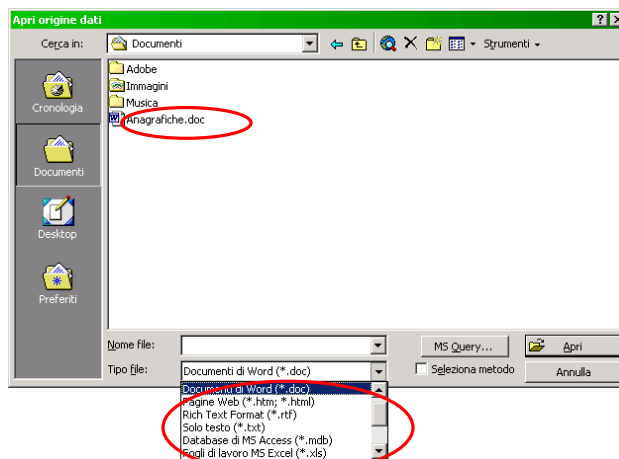 Apri origine dati
Cerca in:
Documenti
Strumenti
Cronologia
Documenti
Desktop
Preferiti
Adobe
Immagini
Musica
Anagrafiche.doc
Nome file:
MS Query...
Apri
Tipo file:
Documenti di Word (*.doc)
Seleziona metodo
Annulla
Documenti di Word (*.doc)
Pagine Web (*.htm; *.html)
Rich Text Format (*.rtf)
Solo testo (*.txt)
Database di MS Access (*.mdb)
Fogli di lavoro MS Excel (*.xls)